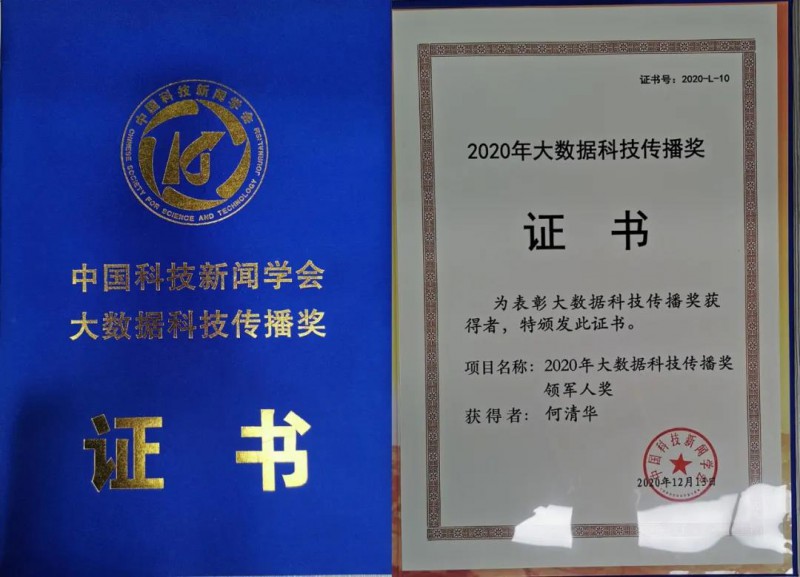 中国科技新闻学会
CHINESE SOCIETY FOR SCIENCE AND TECHNOLOGY JOURNALISM
中国科技新闻学会
大数据科技传播奖
证 书
证书号：2020-L-10
2020年大数据科技传播奖
证 书
为表彰大数据科技传播奖获
得者，特颁发此证书。
项目名称：2020年大数据科技传播奖
领军人奖
获得者：何清华
中国科技新闻学会
2020年12月15日